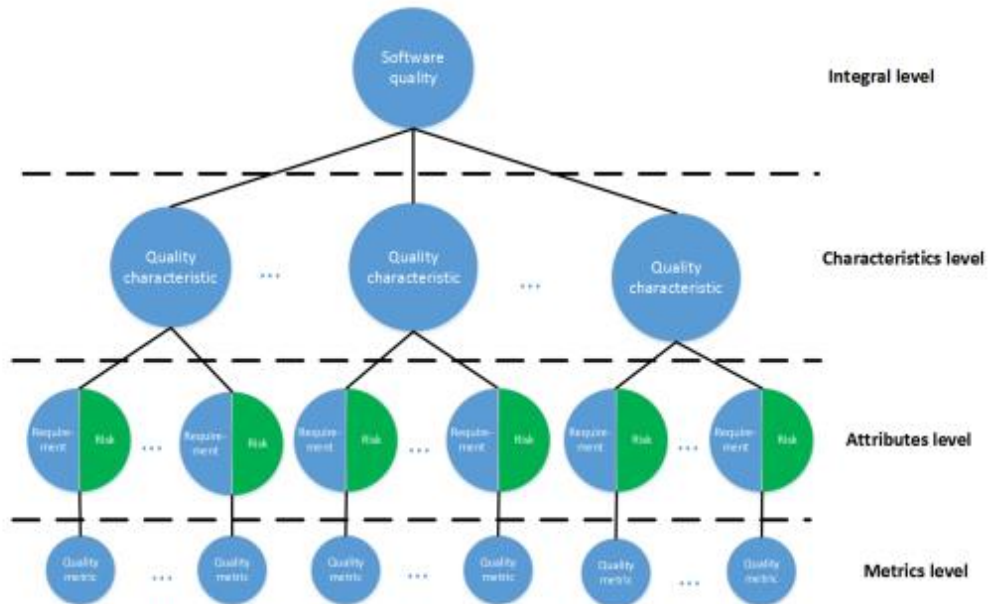 Software
quality
Integral level
Quality
characteristic
...
Quality
characteristic
...
Quality
characteristic
Characteristics level
Require-
ment
Risk
...
Require-
ment
Risk
Require-
ment
Risk
...
Require-
ment
Risk
Require-
ment
Risk
...
Require-
ment
Risk
Attributes level
Quality
metric
...
Quality
metric
Quality
metric
...
Quality
metric
Quality
metric
...
Quality
metric
Metrics level